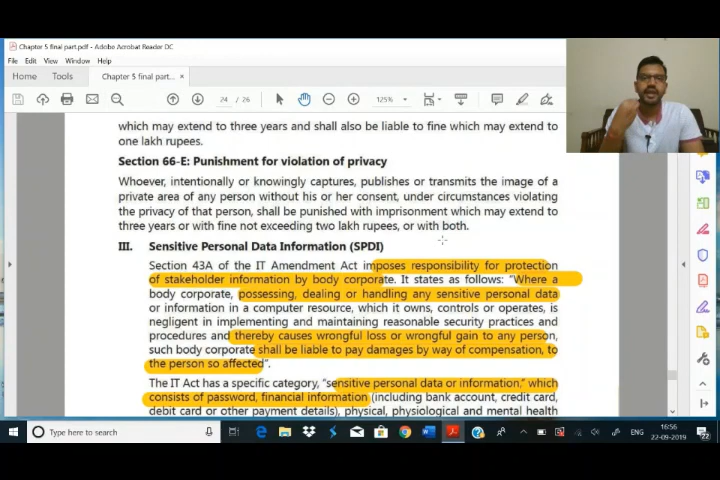 Chapter 5 final part.pdf - Adobe Acrobat Reader DC
File Edit View Window Help
Home Tools Chapter 5 final part... ×
24 / 26 125%
which may extend to three years and shall also be liable to fine which may extend to
one lakh rupees.
Section 66-E: Punishment for violation of privacy
Whoever, intentionally or knowingly captures, publishes or transmits the image of a
private area of any person without his or her consent, under circumstances violating
the privacy of that person, shall be punished with imprisonment which may extend to
three years or with fine not exceeding two lakh rupees, or with both.
III. Sensitive Personal Data Information (SPDI)
Section 43A of the IT Amendment Act imposes responsibility for protection
of stakeholder information by body corporate. It states as follows: “Where a
body corporate, possessing, dealing or handling any sensitive personal data
or information in a computer resource, which it owns, controls or operates, is
negligent in implementing and maintaining reasonable security practices and
procedures and thereby causes wrongful loss or wrongful gain to any person,
such body corporate shall be liable to pay damages by way of compensation, to
the person so affected”.
The IT Act has a specific category, “sensitive personal data or information,” which
consists of password, financial information (including bank account, credit card,
debit card or other payment details), physical, physiological and mental health
Type here to search
ENG
16:56
22-09-2019